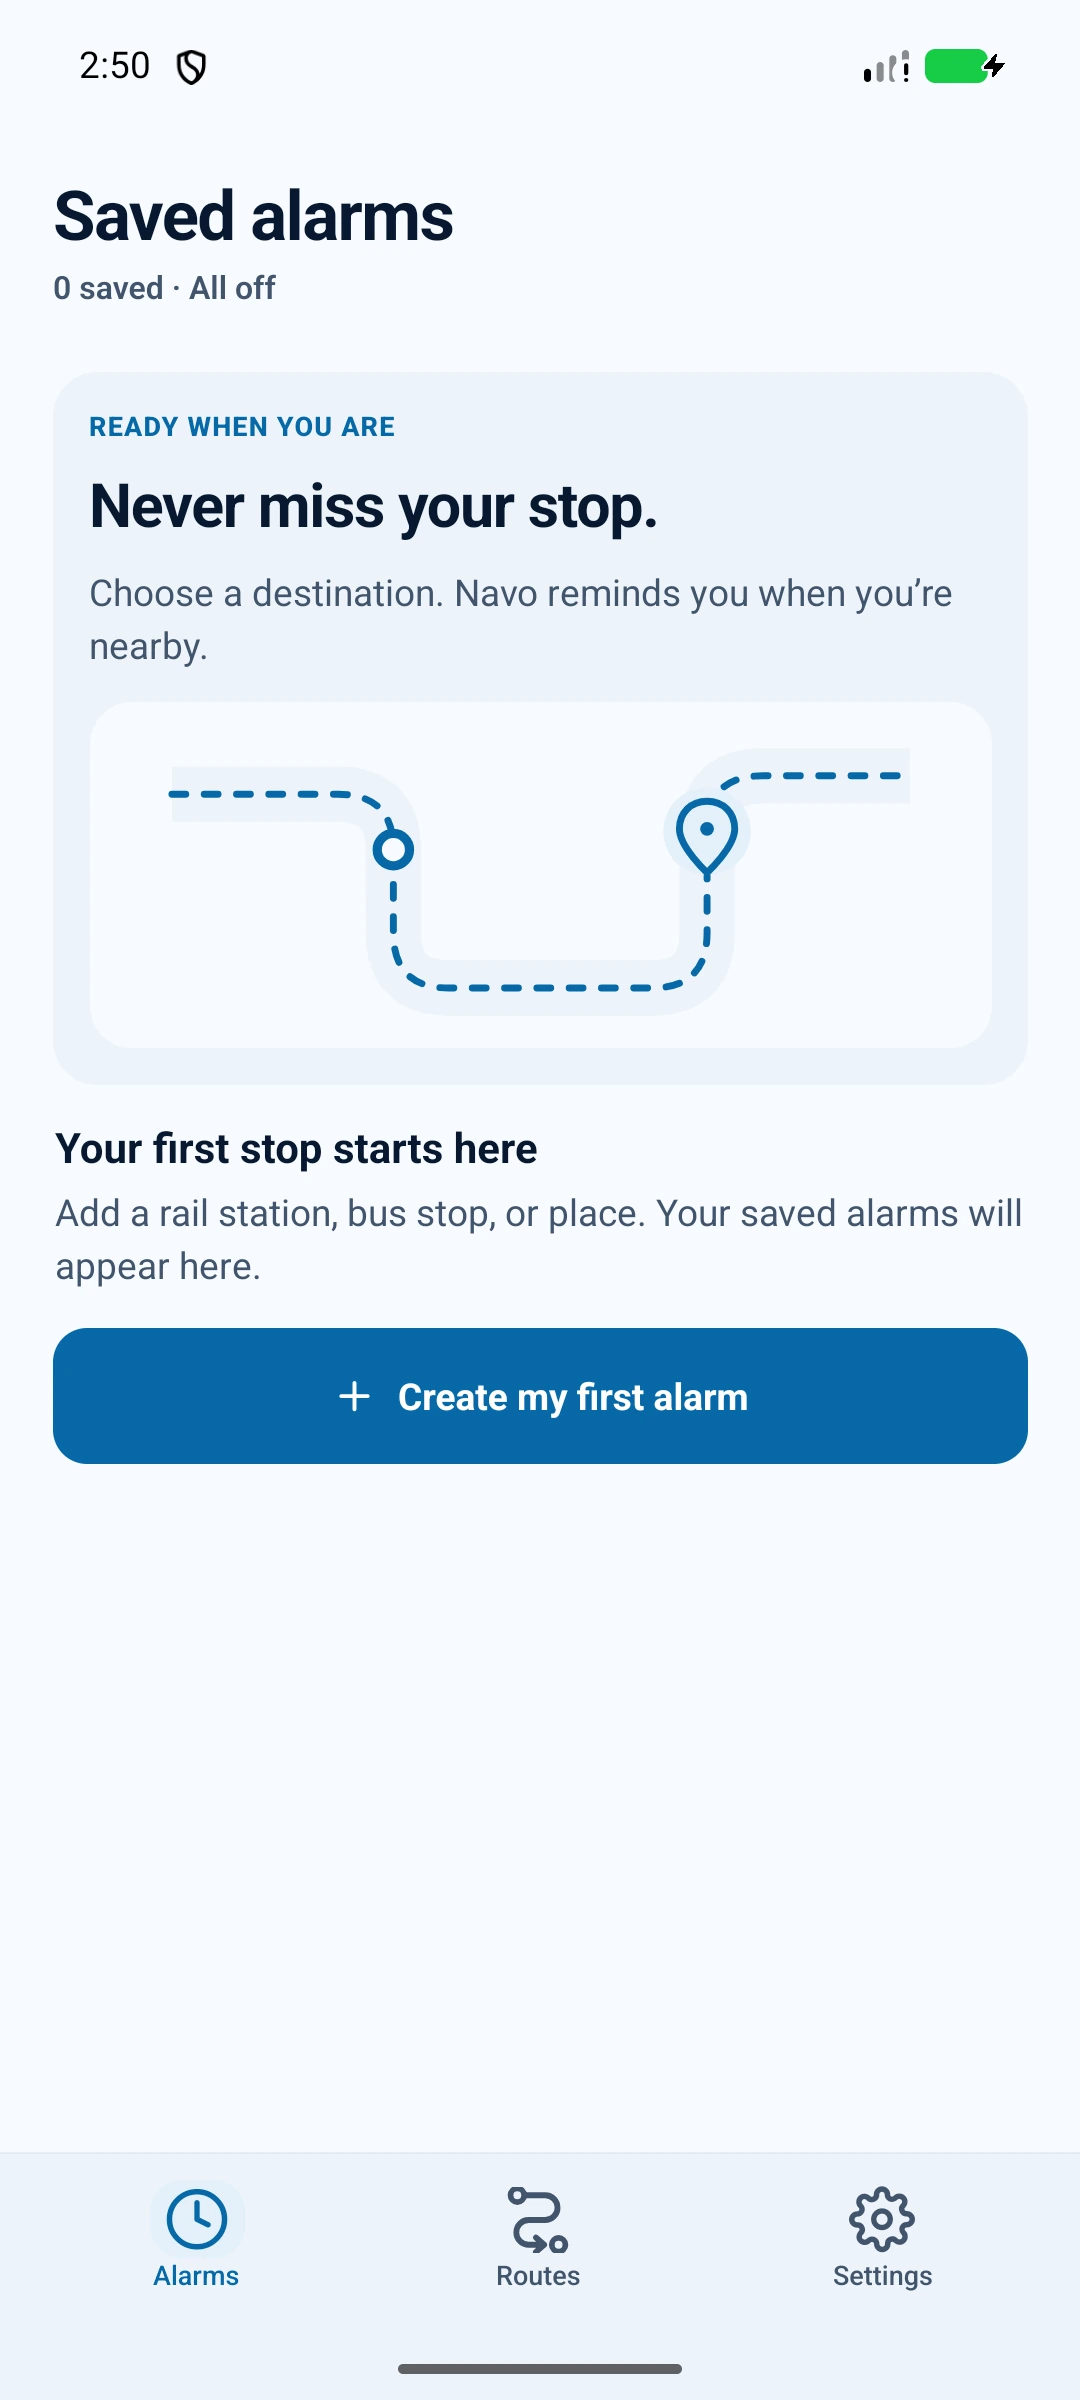 2:50
Saved alarms
0 saved · All off
READY WHEN YOU ARE
Never miss your stop.
Choose a destination. Navo reminds you when you’re
nearby.
Your first stop starts here
Add a rail station, bus stop, or place. Your saved alarms will
appear here.
Create my first alarm
Alarms
Routes
Settings